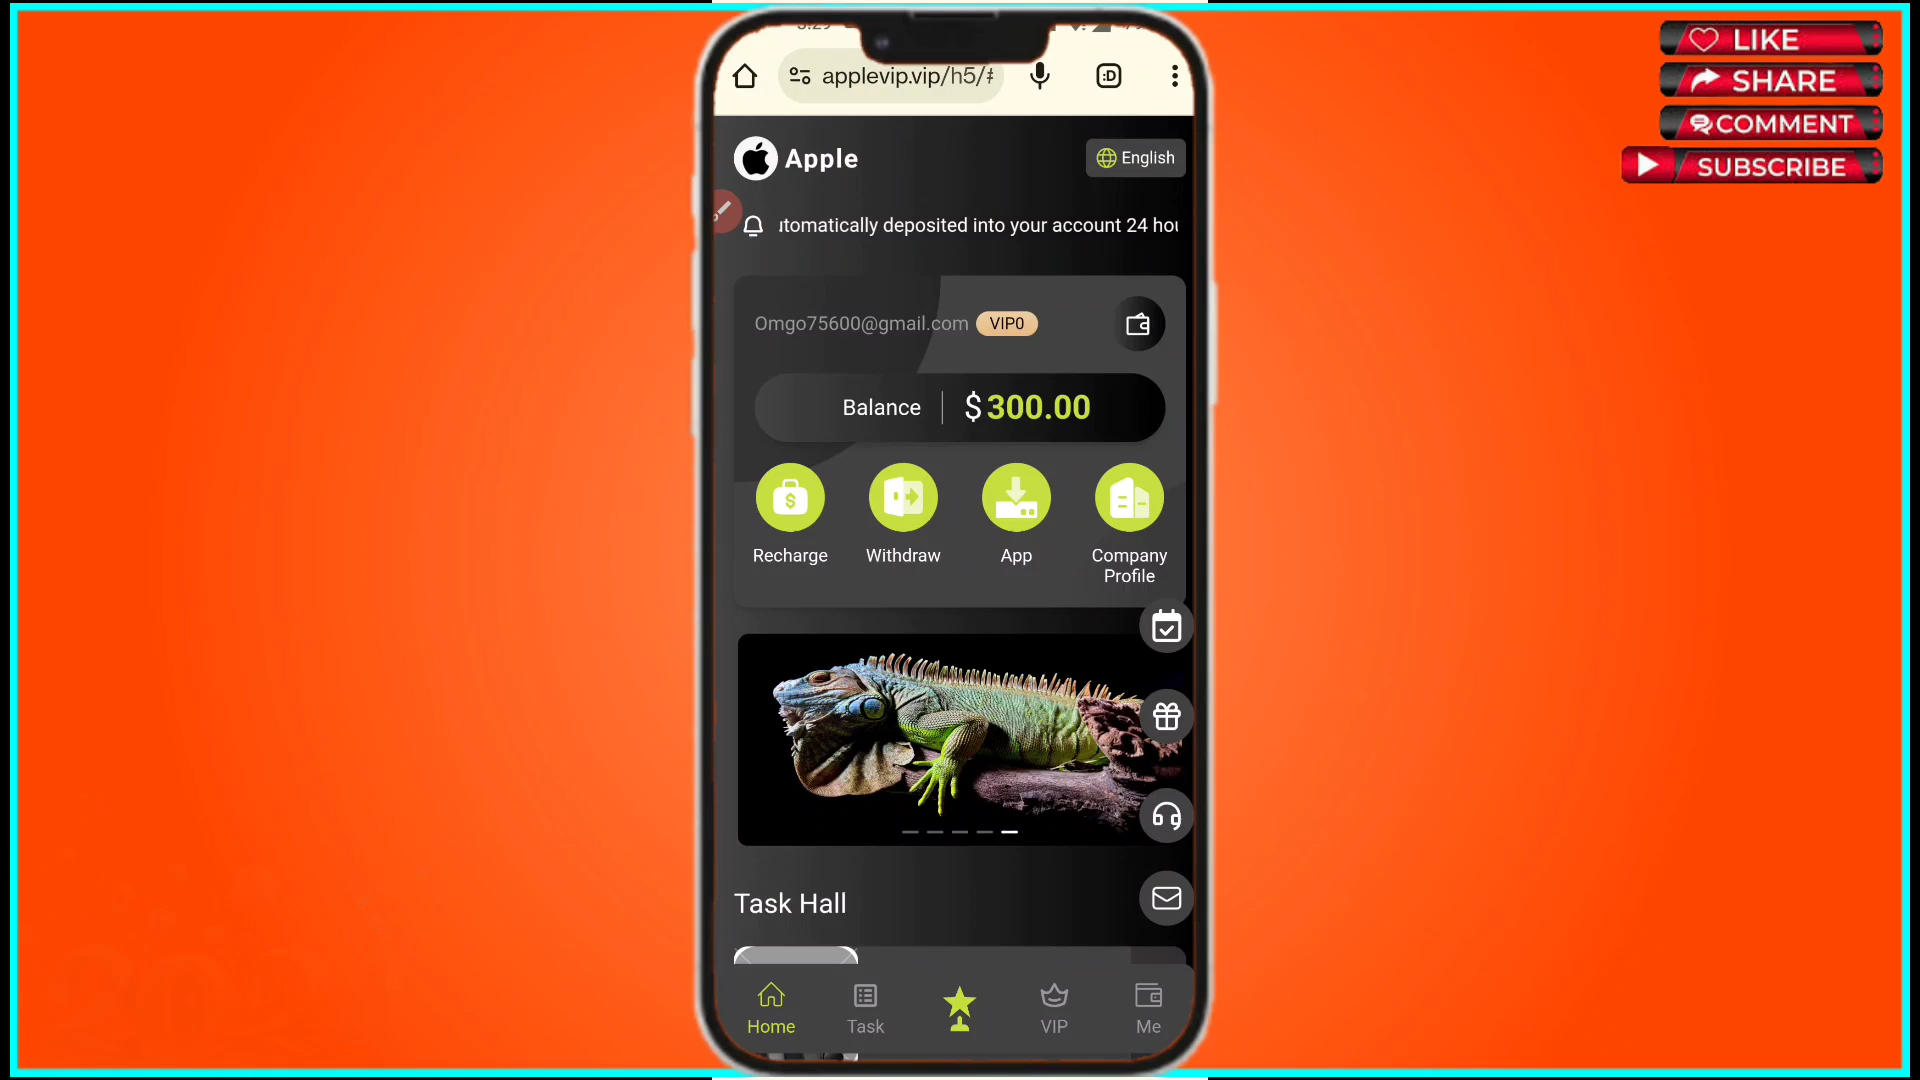 LIKE
SHARE
COMMENT
SUBSCRIBE
applevip.vip/h5/#
:D
Apple
English
utomatically deposited into your account 24 hou
Omgo75600@gmail.com VIP0
Balance $300.00
Recharge Withdraw App Company Profile
Task Hall
Home Task VIP Me